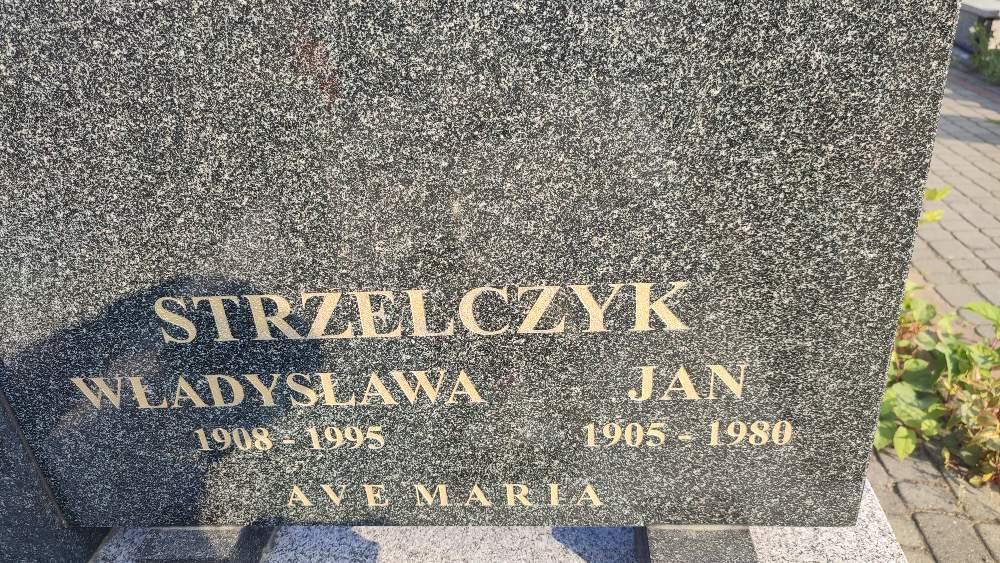 STRZELCZYK
WŁADYSŁAWA JAN
1908 - 1995 1905 - 1980
AVE MARIA